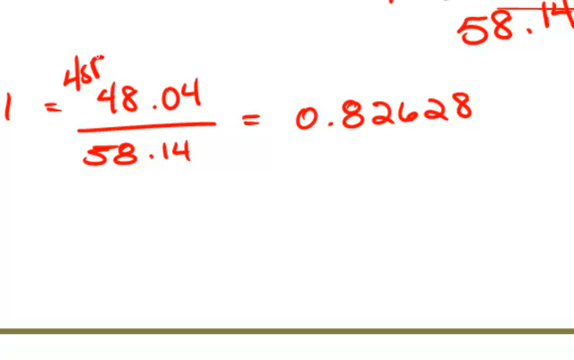 58.14
1 = 48.04 / 58.14 = 0.82628